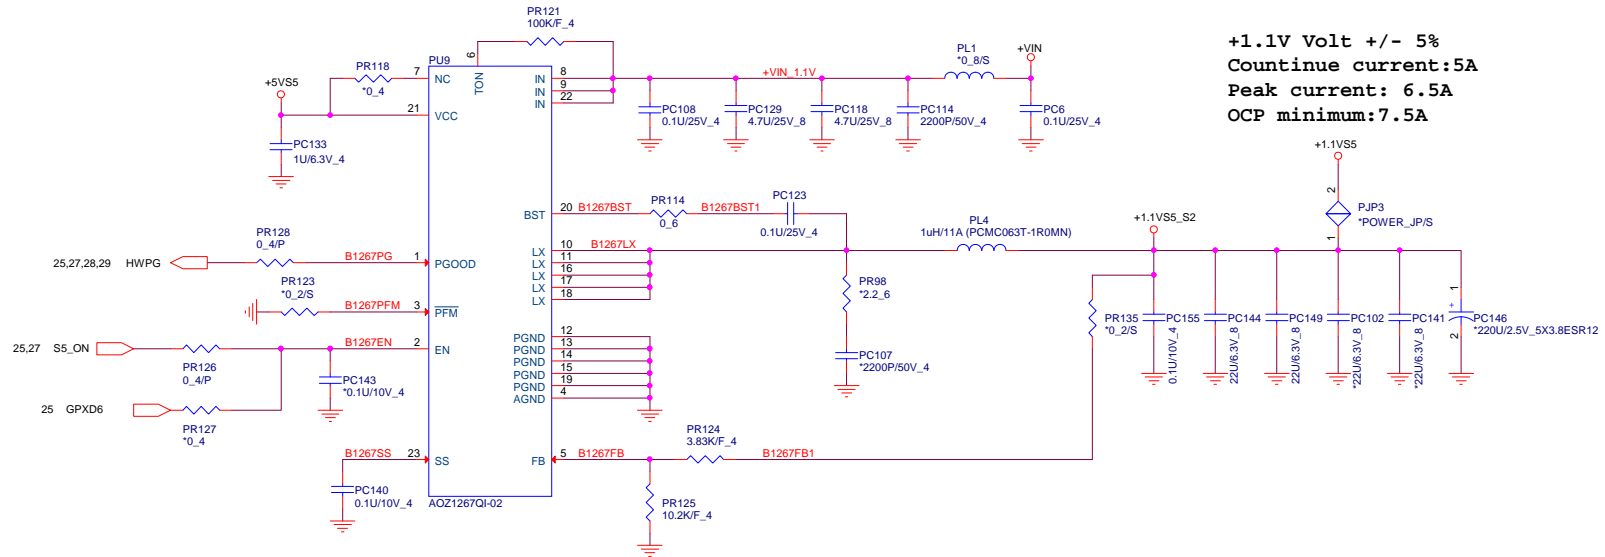 +1.1V Volt +/- 5%
Countinue current:5A
Peak current: 6.5A
OCP minimum:7.5A
PR121
100K/F_4
PU9
6
TON
PR118
*0_4
7
NC
+5VS5
21
VCC
PC133
1U/6.3V_4
IN
8
IN
9
IN
22
+VIN_1.1V
PL1
*0_8/S
+VIN
PC108
0.1U/25V_4
PC129
4.7U/25V_8
PC118
4.7U/25V_8
PC114
2200P/50V_4
PC6
0.1U/25V_4
+1.1VS5
2
PJP3
*POWER_JP/S
1
BST
20
B1267BST
PR114
0_6
B1267BST1
PC123
0.1U/25V_4
LX
10
B1267LX
LX
11
LX
16
LX
17
LX
18
PL4
1uH/11A (PCMC063T-1R0MN)
+1.1VS5_S2
PR128
0_4/P
25,27,28,29
HWPG
B1267PG
1
PGOOD
PR123
*0_2/S
B1267PFM
3
PFM
PR98
*2.2_6
PC107
*2200P/50V_4
25,27
S5_ON
PR126
0_4/P
B1267EN
2
EN
PC143
*0.1U/10V_4
25
GPXD6
PR127
*0_4
PGND
12
PGND
13
PGND
14
PGND
15
PGND
19
AGND
4
PR135
*0_2/S
PC155
0.1U/10V_4
PC144
22U/6.3V_8
PC149
22U/6.3V_8
PC102
*22U/6.3V_8
PC141
*22U/6.3V_8
1
+
PC146
*220U/2.5V_5X3.8ESR12
2
B1267SS
23
SS
PC140
0.1U/10V_4
FB
5
B1267FB
PR124
3.83K/F_4
B1267FB1
PR125
10.2K/F_4
AOZ1267QI-02